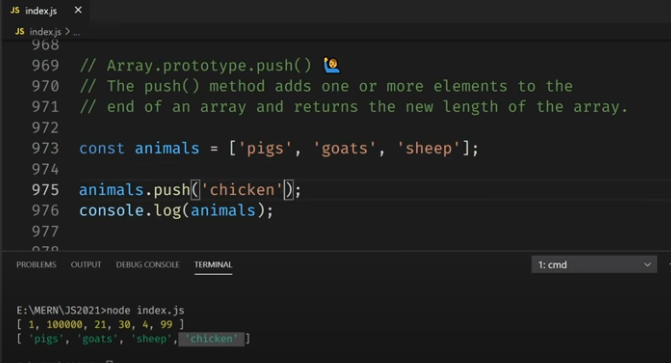 JS index.js ×
JS index.js > ...
968
969 // Array.prototype.push() 🙋
970 // The push() method adds one or more elements to the
971 // end of an array and returns the new length of the array.
972
973 const animals = ['pigs', 'goats', 'sheep'];
974
975 animals.push('chicken');
976 console.log(animals);
977
978
PROBLEMS OUTPUT DEBUG CONSOLE TERMINAL 1: cmd
E:\MERN\JS2021>node index.js
[ 1, 100000, 21, 30, 4, 99 ]
[ 'pigs', 'goats', 'sheep', 'chicken' ]